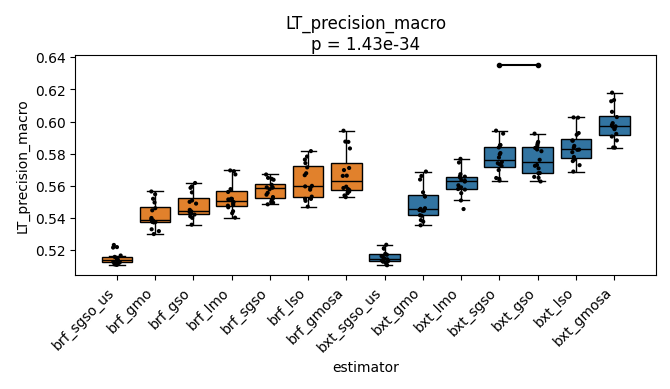 LT_precision_macro
p = 1.43e-34
LT_precision_macro
0.64
0.62
0.60
0.58
0.56
0.54
0.52
brf_sgso_us
brf_gmo
brf_gso
brf_lmo
brf_sgso
brf_lso
brf_gmosa
bxt_sgso_us
bxt_gmo
bxt_lmo
bxt_sgso
bxt_gso
bxt_lso
bxt_gmosa
estimator